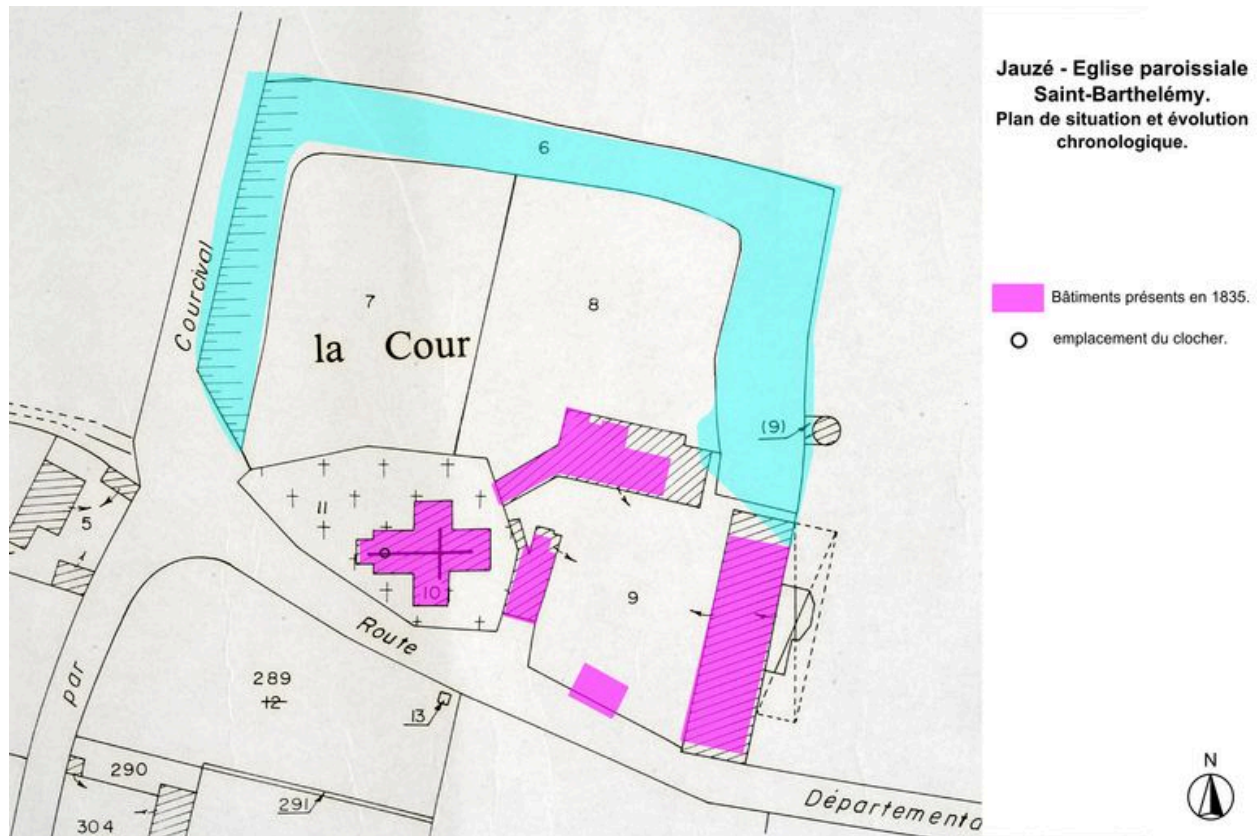 Jauzé - Eglise paroissiale
Saint-Barthelémy.
Plan de situation et évolution
chronologique.
Bâtiments présents en 1835.
emplacement du clocher.
N
6
Courcival
7
8
la Cour
(9)
5
11
10
9
Route
par
289
12
13
290
291
304
Départementa